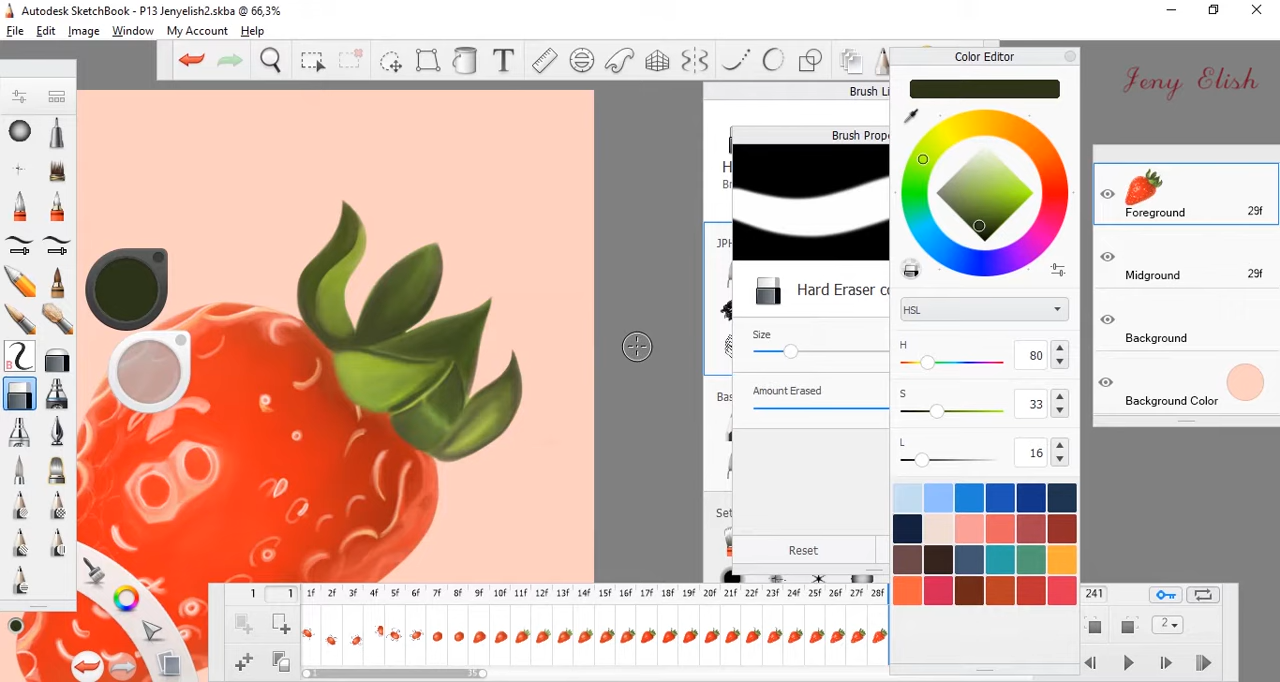 Autodesk SketchBook - P13 Jenyelish2.skba @ 66,3%
File Edit Image Window My Account Help
T
Color Editor
Jeny Elish
Brush Li
Brush Prope
H
Br
JPH
Hard Eraser co
Size
Amount Erased
Bas
Set
Reset
HSL
H 80
S 33
L 16
Foreground 29f
Midground 29f
Background
Background Color
B
1 1 1f 2f 3f 4f 5f 6f 7f 8f 9f 10f 11f 12f 13f 14f 15f 16f 17f 18f 19f 20f 21f 22f 23f 24f 25f 26f 27f 28f 241
2